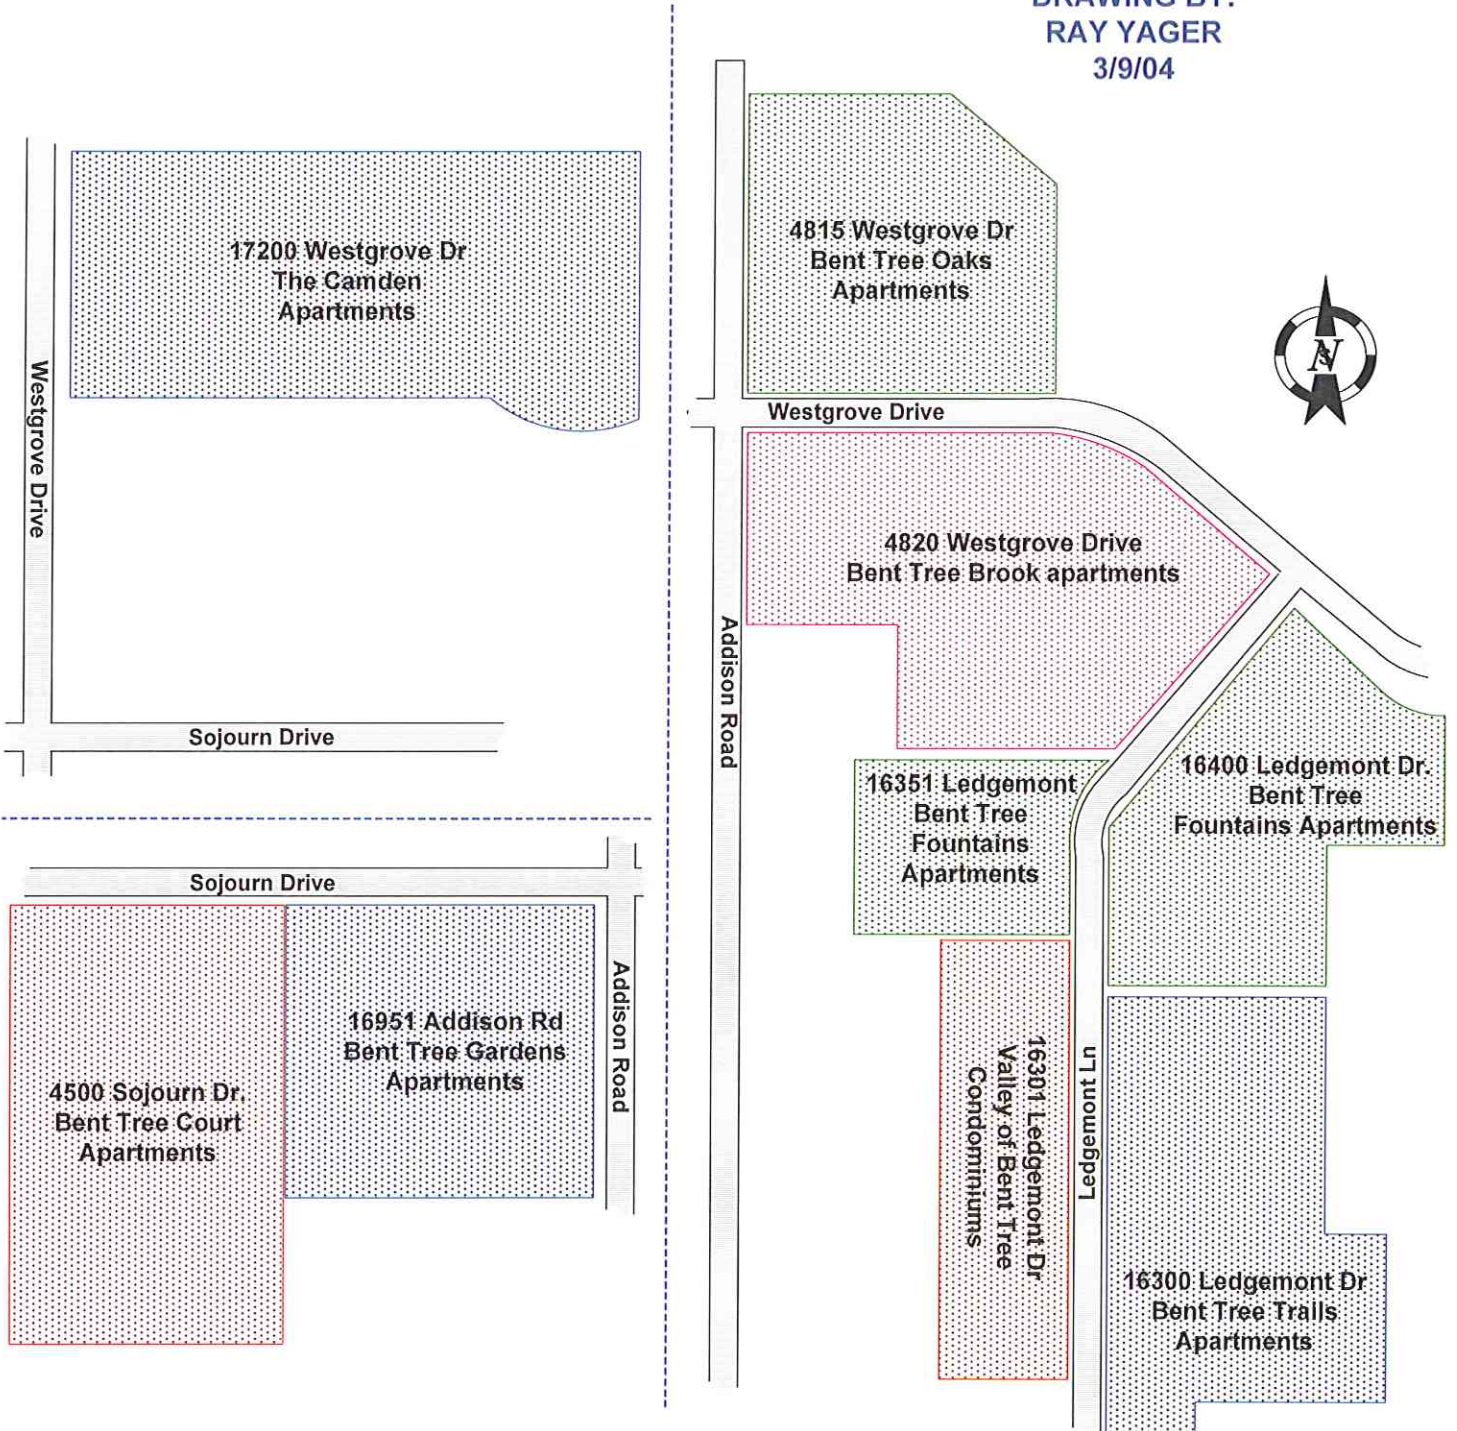 DRAWING BY:
RAY YAGER
3/9/04
17200 Westgrove Dr
The Camden
Apartments
Westgrove Drive
Sojourn Drive
Sojourn Drive
16951 Addison Rd
Bent Tree Gardens
Apartments
4500 Sojourn Dr.
Bent Tree Court
Apartments
Addison Road
4815 Westgrove Dr
Bent Tree Oaks
Apartments
N
Westgrove Drive
4820 Westgrove Drive
Bent Tree Brook apartments
Addison Road
16351 Ledgemont
Bent Tree
Fountains
Apartments
16400 Ledgemont Dr.
Bent Tree
Fountains Apartments
16301 Ledgemont Dr
Valley of Bent Tree
Condominiums
Ledgemont Ln
16300 Ledgemont Dr
Bent Tree Trails
Apartments